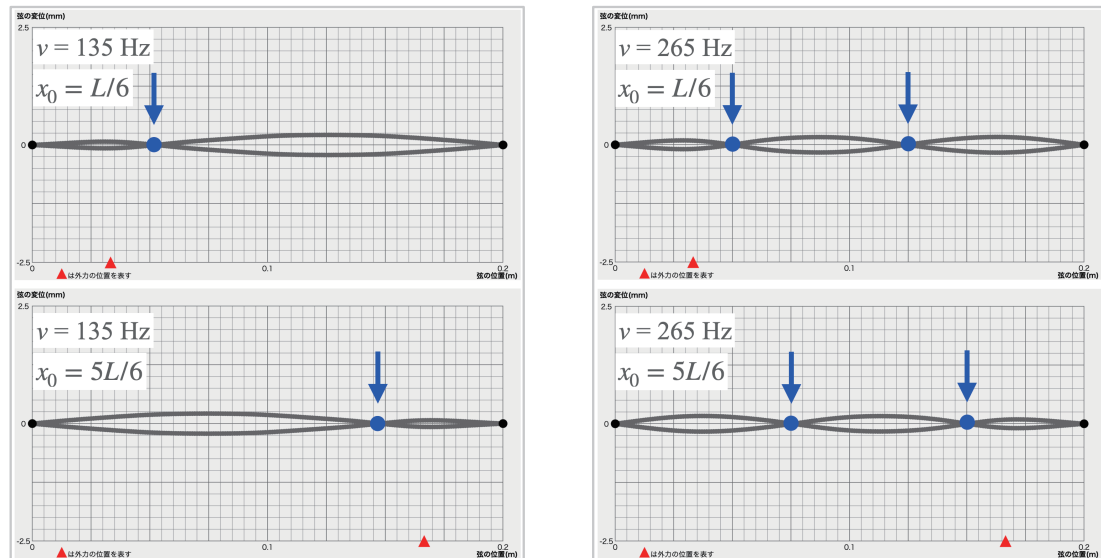 弦の変位(mm)
2.5
ν = 135 Hz
x₀ = L/6
0
-2.5
0
0.1
0.2
▲は外力の位置を表す
弦の位置(m)
弦の変位(mm)
2.5
ν = 265 Hz
x₀ = L/6
0
-2.5
0
0.1
0.2
▲は外力の位置を表す
弦の位置(m)
弦の変位(mm)
2.5
ν = 135 Hz
x₀ = 5L/6
0
-2.5
0
0.1
0.2
▲は外力の位置を表す
弦の位置(m)
弦の変位(mm)
2.5
ν = 265 Hz
x₀ = 5L/6
0
-2.5
0
0.1
0.2
▲は外力の位置を表す
弦の位置(m)